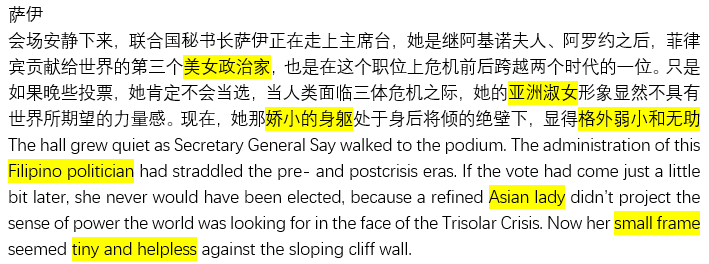 萨伊
会场安静下来，联合国秘书长萨伊正在走上主席台，她是继阿基诺夫人、阿罗约之后，菲律
宾贡献给世界的第三个美女政治家，也是在这个职位上危机前后跨越两个时代的一位。只是
如果晚些投票，她肯定不会当选，当人类面临三体危机之际，她的亚洲淑女形象显然不具有
世界所期望的力量感。现在，她那娇小的身躯处于身后将倾的绝壁下，显得格外弱小和无助
The hall grew quiet as Secretary General Say walked to the podium. The administration of this
Filipino politician had straddled the pre- and postcrisis eras. If the vote had come just a little
bit later, she never would have been elected, because a refined Asian lady didn't project the
sense of power the world was looking for in the face of the Trisolar Crisis. Now her small frame
seemed tiny and helpless against the sloping cliff wall.